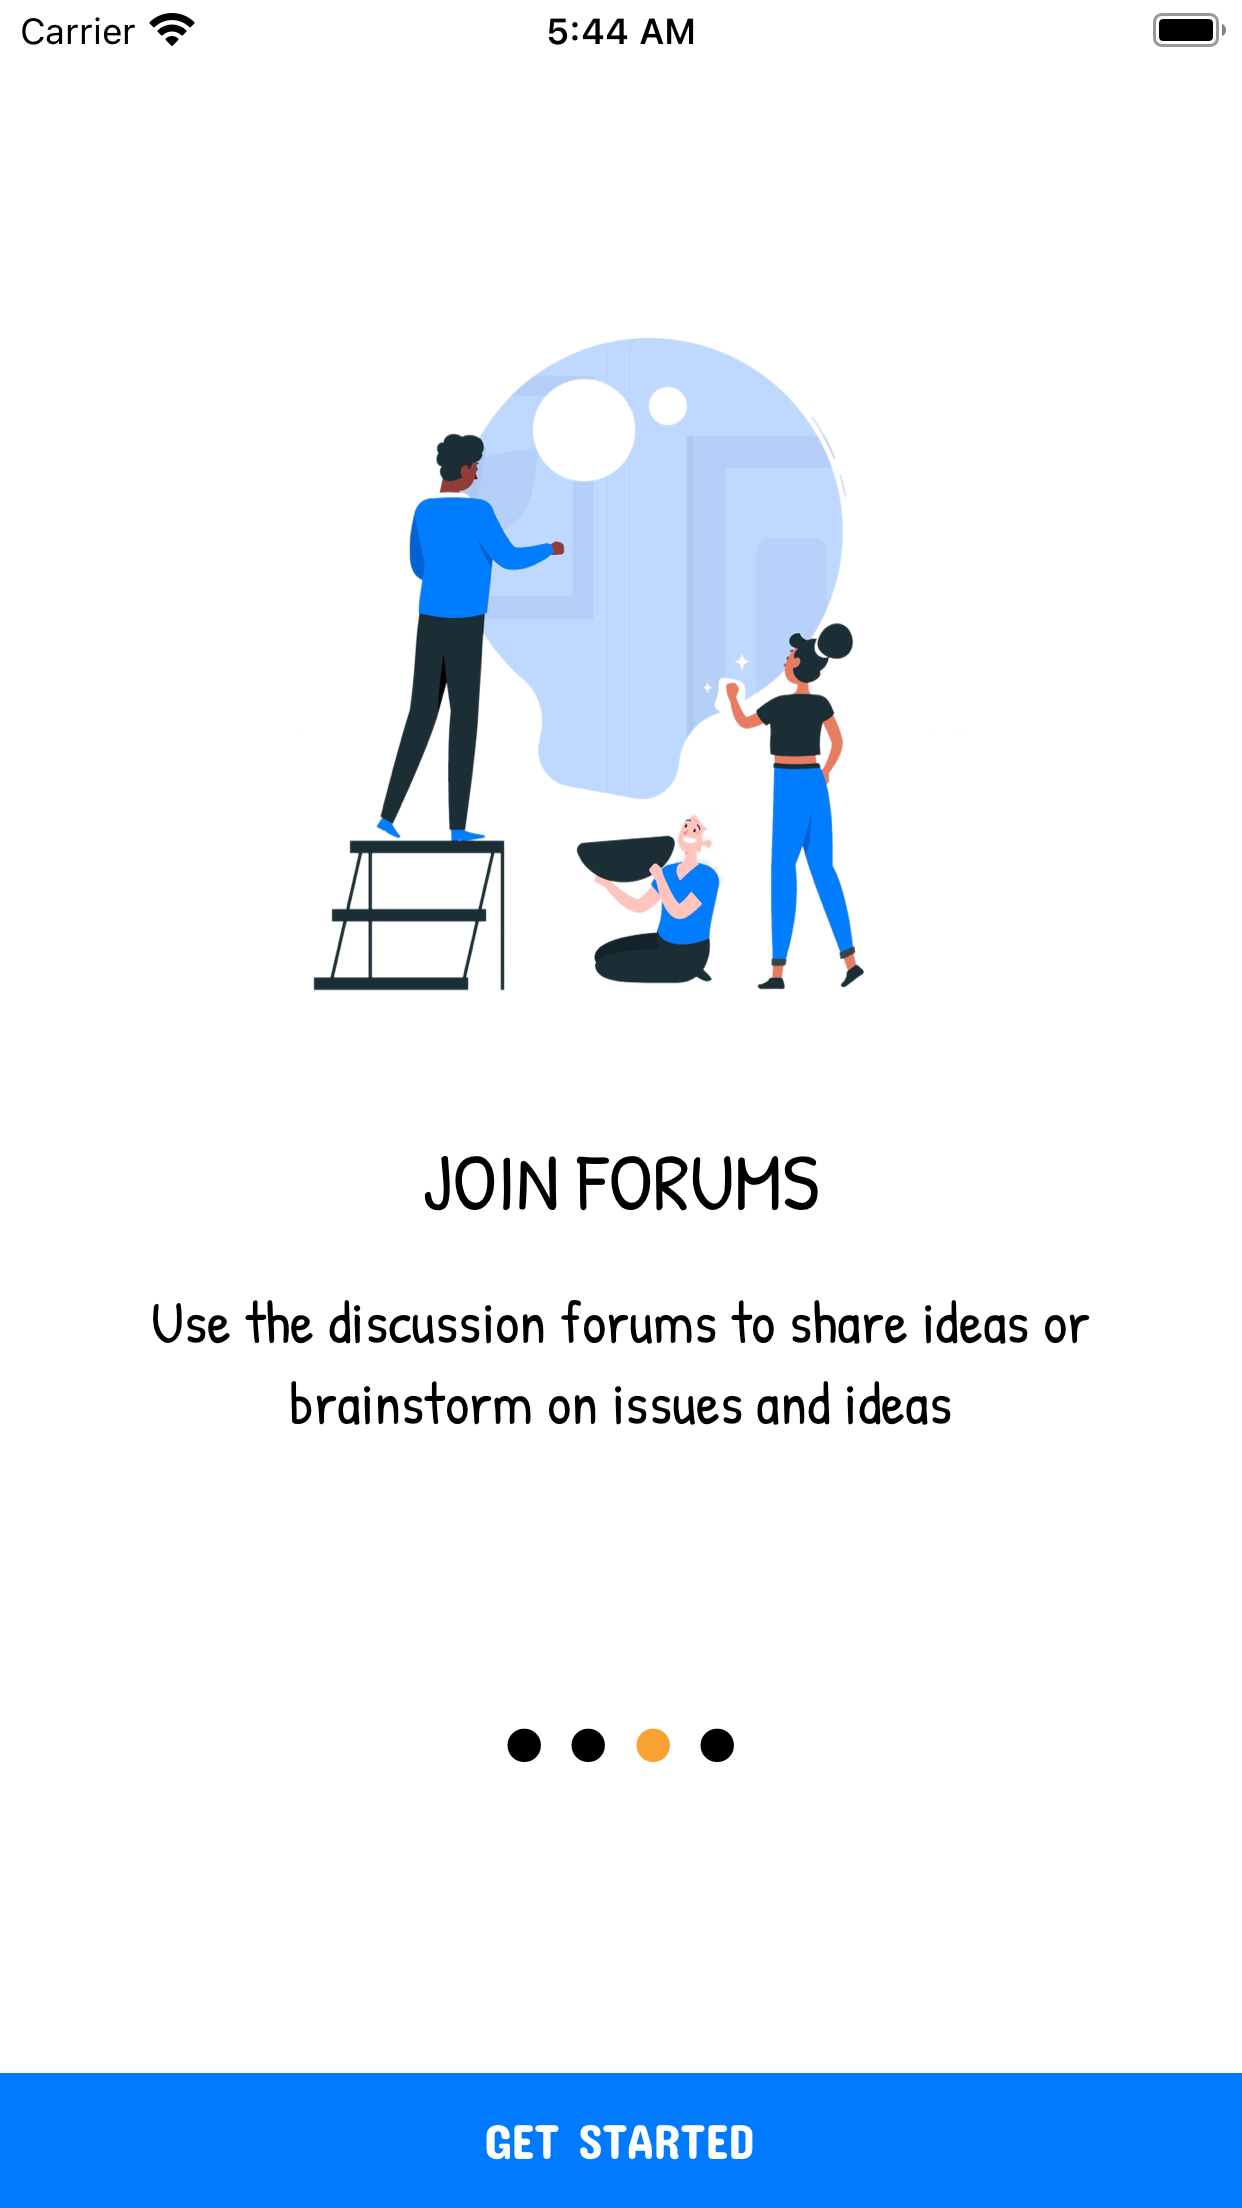 Carrier
5:44 AM
JOIN FORUMS
Use the discussion forums to share ideas or
brainstorm on issues and ideas
GET STARTED